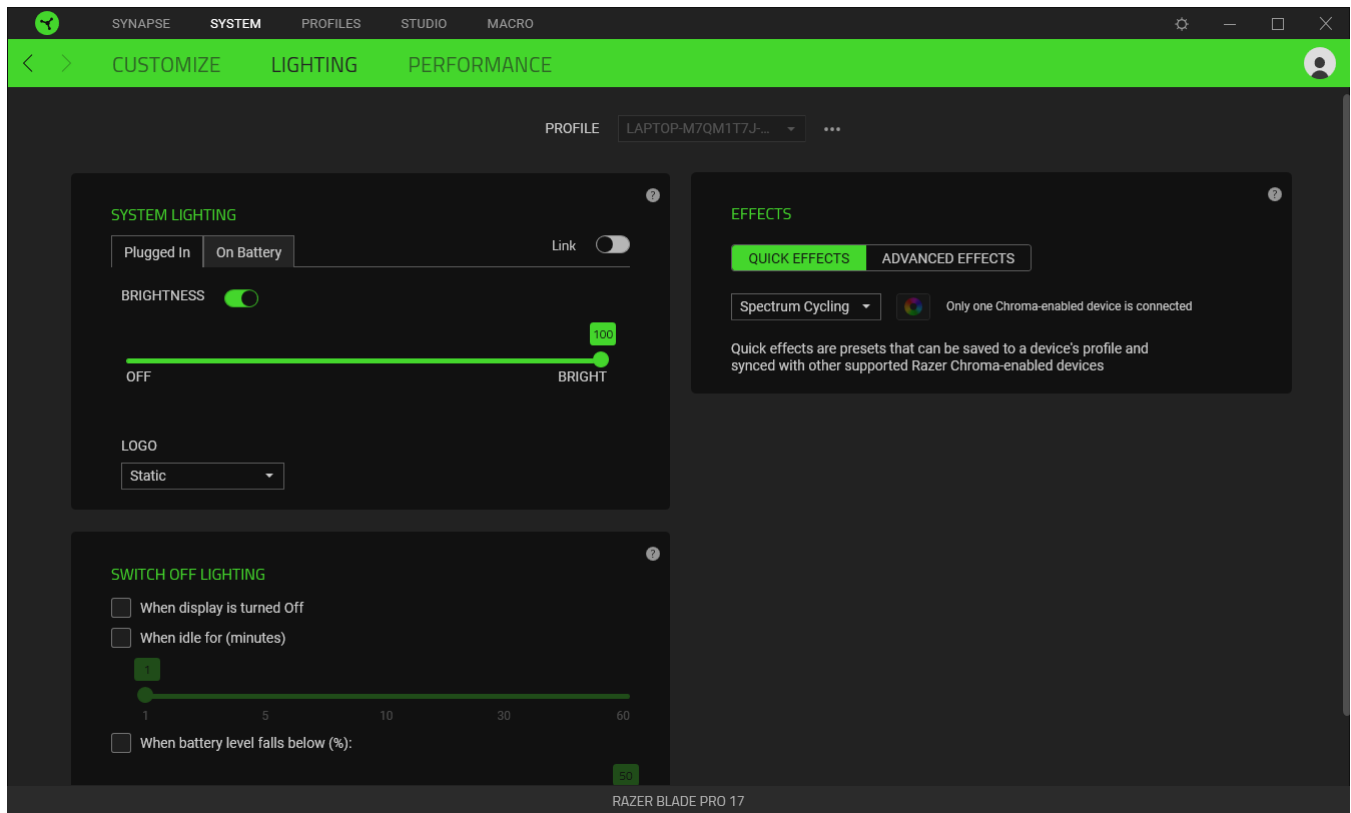 SYNAPSE SYSTEM PROFILES STUDIO MACRO
CUSTOMIZE LIGHTING PERFORMANCE
PROFILE LAPTOP-M7QM1T7J-... •••
SYSTEM LIGHTING
?
Plugged In On Battery
Link
BRIGHTNESS
100
OFF BRIGHT
LOGO
Static
EFFECTS
?
QUICK EFFECTS ADVANCED EFFECTS
Spectrum Cycling Only one Chroma-enabled device is connected
Quick effects are presets that can be saved to a device's profile and
synced with other supported Razer Chroma-enabled devices
SWITCH OFF LIGHTING
?
When display is turned Off
When idle for (minutes)
1
1 5 10 30 60
When battery level falls below (%):
50
RAZER BLADE PRO 17